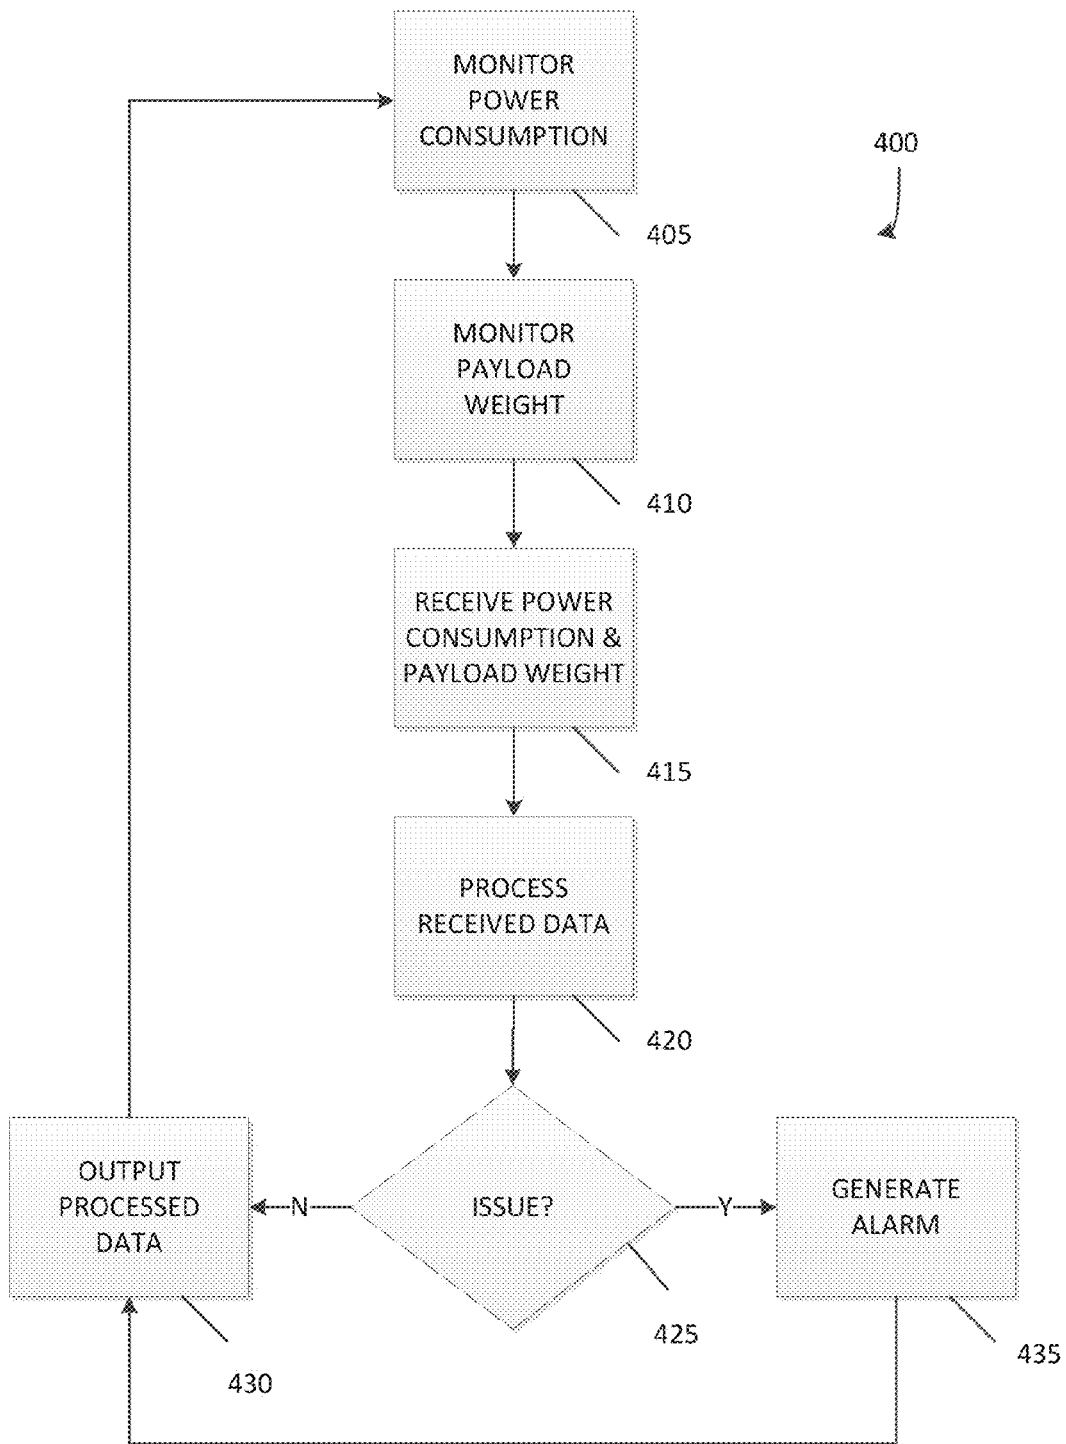 MONITOR
POWER
CONSUMPTION
400
405
MONITOR
PAYLOAD
WEIGHT
410
RECEIVE POWER
CONSUMPTION &
PAYLOAD WEIGHT
415
PROCESS
RECEIVED DATA
420
OUTPUT
PROCESSED
DATA
N
ISSUE?
Y
GENERATE
ALARM
425
435
430